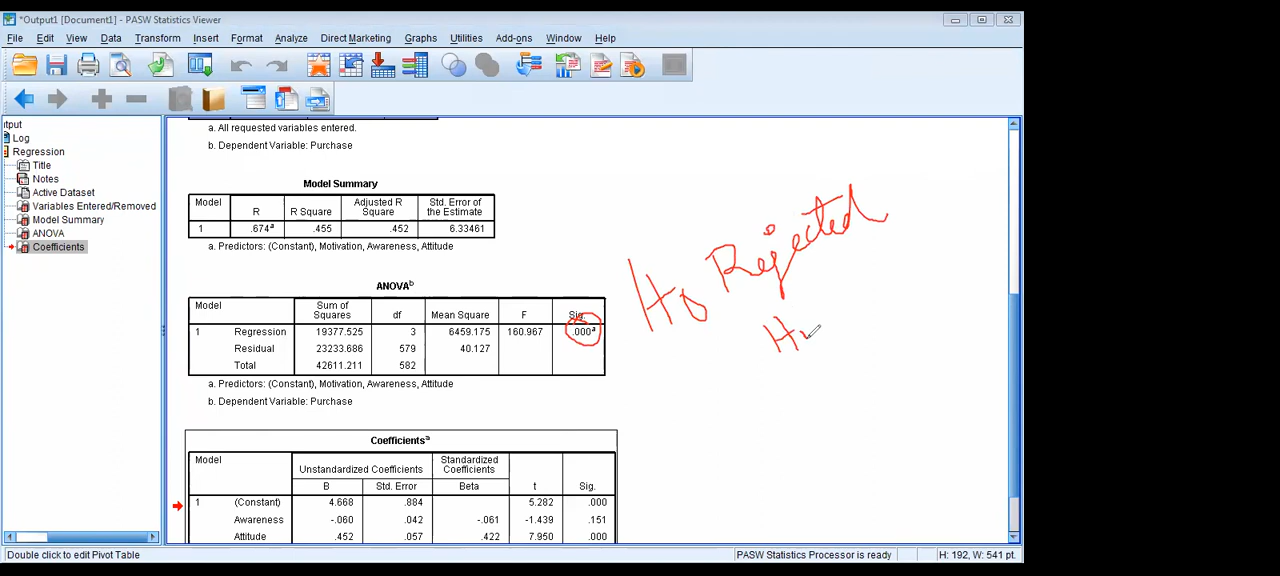 *Output1 [Document1] - PASW Statistics Viewer
File Edit View Data Transform Insert Format Analyze Direct Marketing Graphs Utilities Add-ons Window Help
tput
Log
Regression
Title
Notes
Active Dataset
Variables Entered/Removed
Model Summary
ANOVA
Coefficients
a. All requested variables entered.
b. Dependent Variable: Purchase
Model Summary
Model R R Square Adjusted R Square Std. Error of the Estimate
1 .674a .455 .452 6.33461
a. Predictors: (Constant), Motivation, Awareness, Attitude
ANOVAb
Model Sum of Squares df Mean Square F Sig.
1 Regression 19377.525 3 6459.175 160.967 .000a
Residual 23233.686 579 40.127
Total 42611.211 582
a. Predictors: (Constant), Motivation, Awareness, Attitude
b. Dependent Variable: Purchase
Coefficientsa
Model Unstandardized Coefficients Standardized Coefficients t Sig.
B Std. Error Beta
1 (Constant) 4.668 .884 5.282 .000
Awareness -.060 .042 -.061 -1.439 .151
Attitude .452 .057 .422 7.950 .000
Ho Rejected
H
Double click to edit Pivot Table
PASW Statistics Processor is ready
H: 192, W: 541 pt.